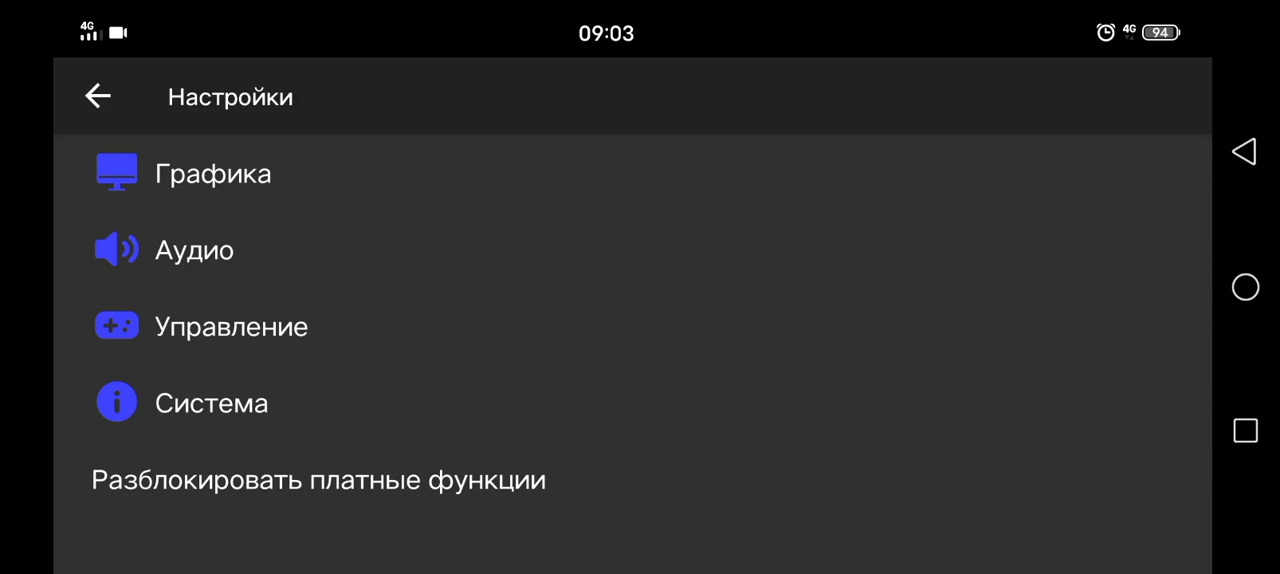 4G 09:03 4G 94
Настройки
Графика
Аудио
Управление
Система
Разблокировать платные функции